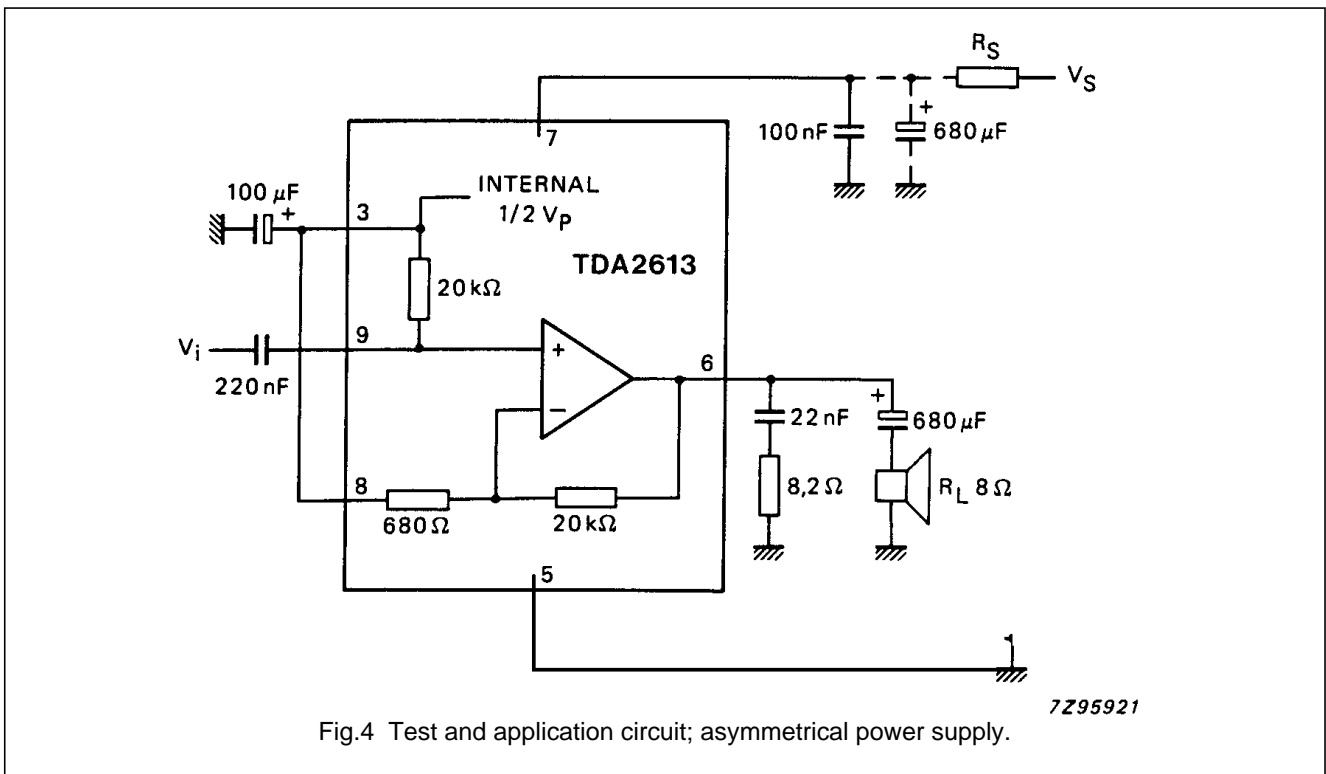 R_S
V_S
7
100 nF
+
680 µF
INTERNAL
1/2 V_p
100 µF
+
3
TDA2613
20 kΩ
9
V_i
220 nF
+
−
6
+
22 nF
680 µF
8,2 Ω
R_L 8 Ω
8
680 Ω
20 kΩ
5
7Z95921
Fig.4 Test and application circuit; asymmetrical power supply.